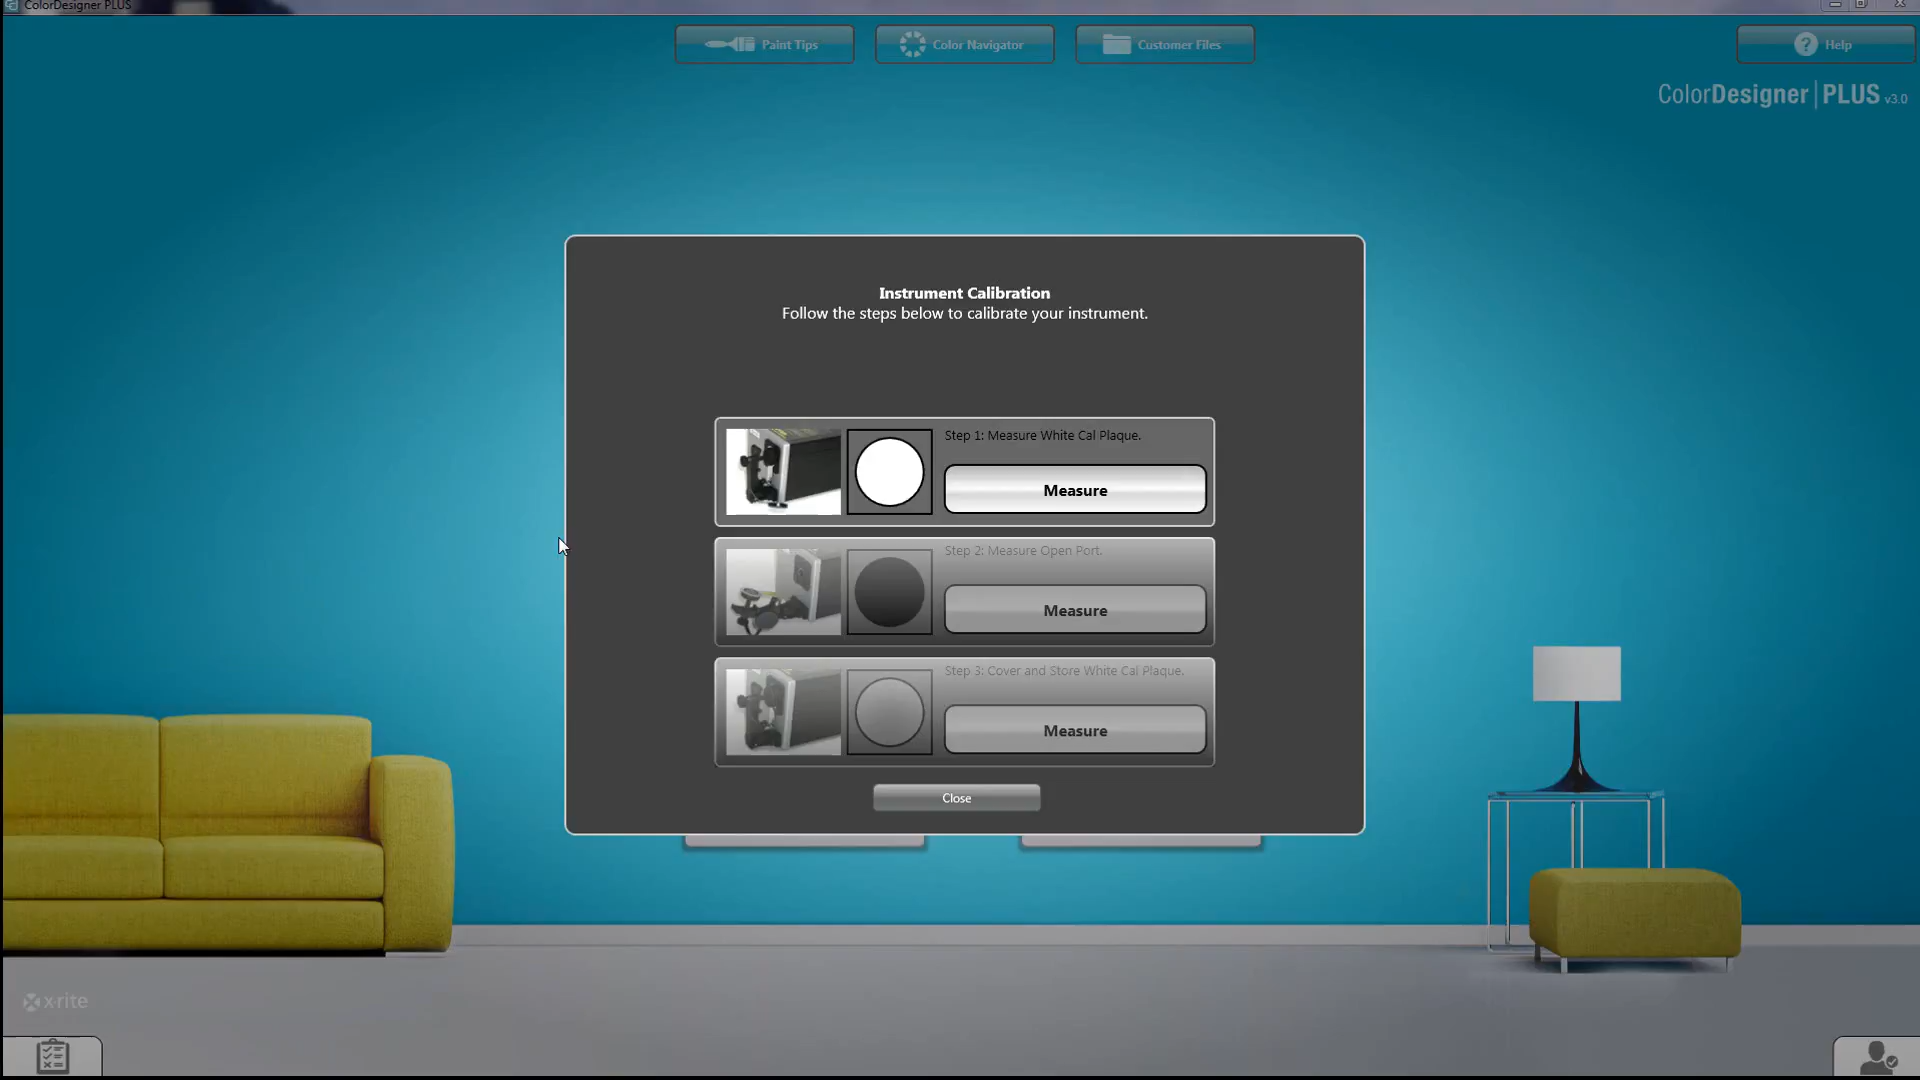 ColorDesigner PLUS
Paint Tips
Color Navigator
Customer Files
Help
ColorDesigner PLUS v3.0
Instrument Calibration
Follow the steps below to calibrate your instrument.
Step 1: Measure White Cal Plaque.
Measure
Step 2: Measure Open Port.
Measure
Step 3: Cover and Store White Cal Plaque.
Measure
Close
x·rite